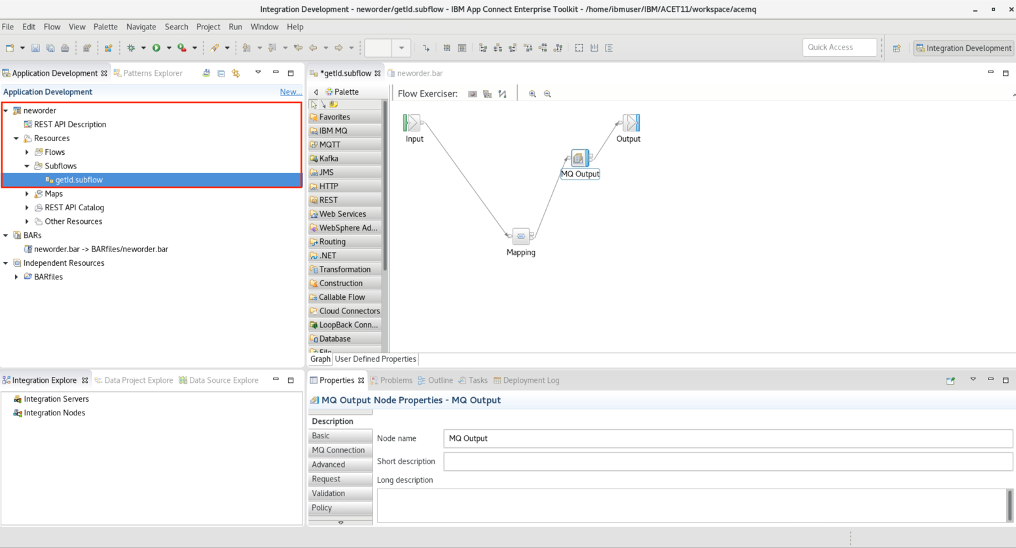 Integration Development - neworder/getId.subflow - IBM App Connect Enterprise Toolkit - /home/ibmuser/IBM/ACET11/workspace/acemq
File Edit Flow View Palette Navigate Search Project Run Window Help
Quick Access
Integration Development
Application Development
Patterns Explorer
Application Development
New...
neworder
REST API Description
Resources
Flows
Subflows
getId.subflow
Maps
REST API Catalog
Other Resources
BARs
neworder.bar -> BARfiles/neworder.bar
Independent Resources
BARfiles
*getId.subflow
neworder.bar
Palette
Flow Exerciser:
Favorites
IBM MQ
MQTT
Kafka
JMS
HTTP
REST
Web Services
WebSphere Ad...
Routing
.NET
Transformation
Construction
Callable Flow
Cloud Connectors
LoopBack Conn...
Database
File
Input
Output
MQ Output
Mapping
Graph
User Defined Properties
Integration Explore
Data Project Explore
Data Source Explore
Integration Servers
Integration Nodes
Properties
Problems
Outline
Tasks
Deployment Log
MQ Output Node Properties - MQ Output
Description
Basic
MQ Connection
Advanced
Request
Validation
Policy
Node name
MQ Output
Short description
Long description